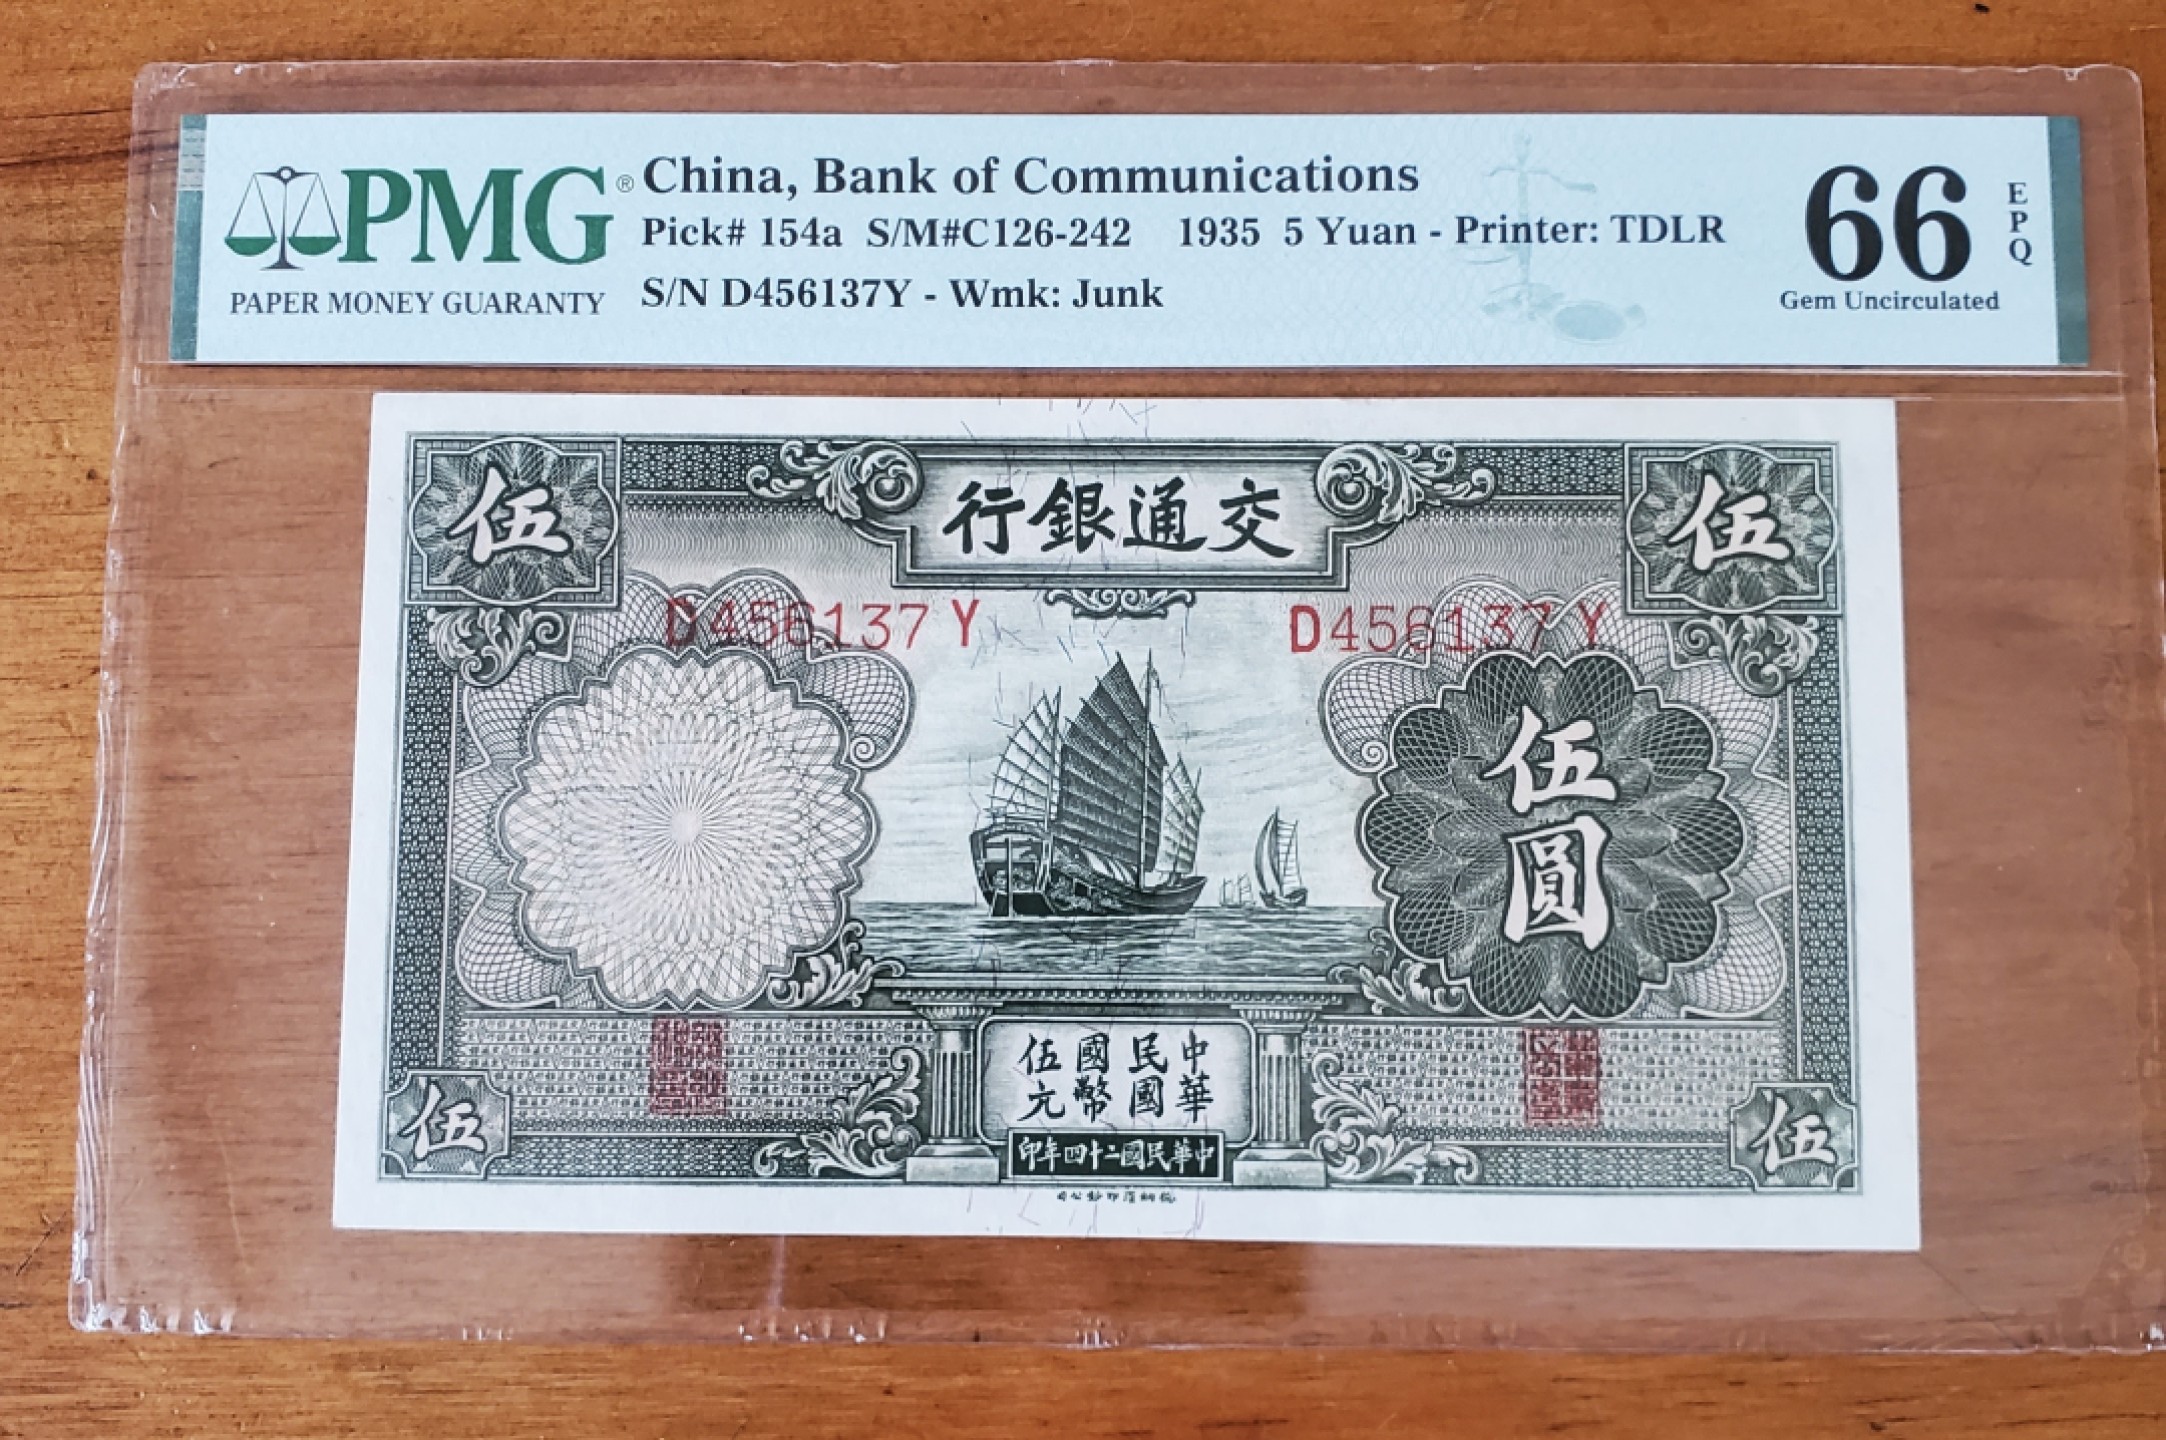 PMG®
PAPER MONEY GUARANTY
China, Bank of Communications
Pick# 154a S/M#C126-242 1935 5 Yuan - Printer: TDLR
S/N D456137Y - Wmk: Junk
66
EPQ
Gem Uncirculated
伍
行銀通交
伍
D456137Y
D456137Y
伍圓
中華
民國
國幣
伍元
印年四十二國民華中
伍
伍